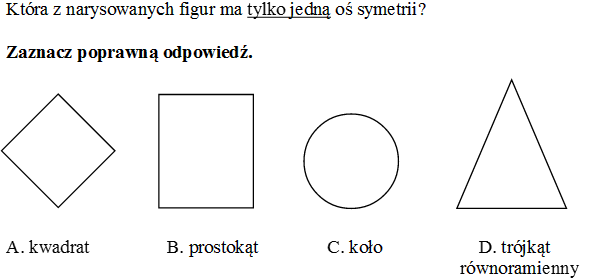 Która z narysowanych figur ma tylko jedną oś symetrii?
Zaznacz poprawną odpowiedź.
A. kwadrat
B. prostokąt
C. koło
D. trójkąt
równoramienny